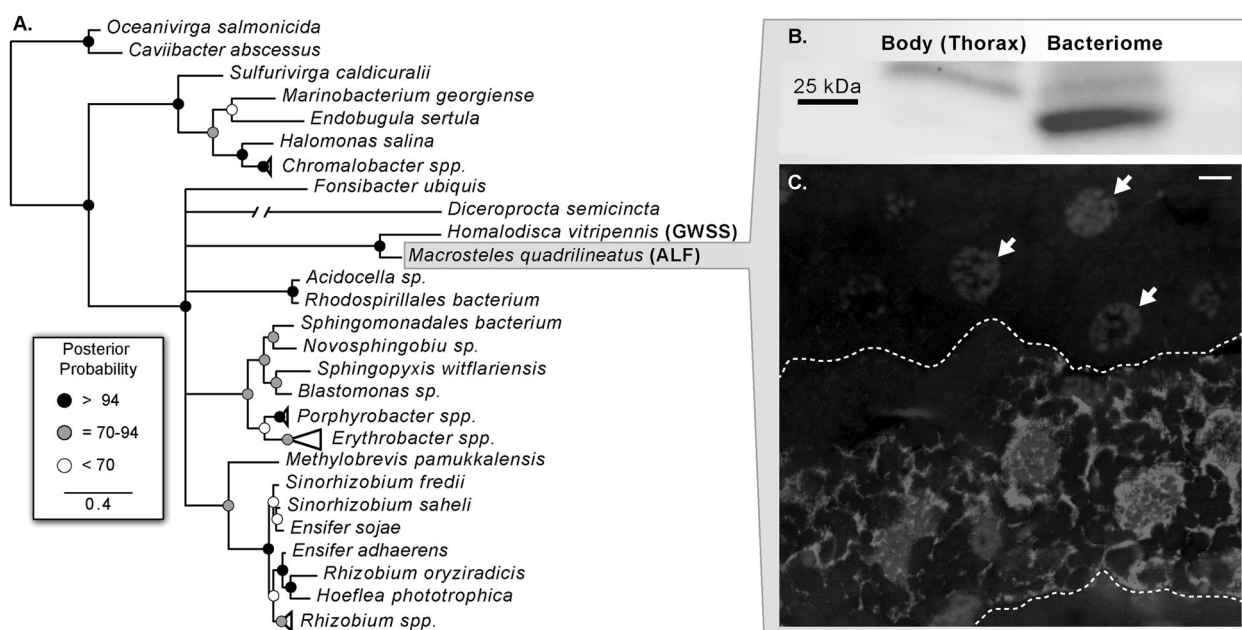 A.
Oceanivirga salmonicida
Caviibacter abscessus
Sulfurivirga caldicuralii
Marinobacterium georgiense
Endobugula sertula
Halomonas salina
Chromalobacter spp.
Fonsibacter ubiquis
Diceroprocta semicincta
Homalodisca vitripennis (GWSS)
Macrosteles quadrilineatus (ALF)
Acidocella sp.
Rhodospirillales bacterium
Sphingomonadales bacterium
Novosphingobiu sp.
Sphingopyxis witflariensis
Blastomonas sp.
Porphyrobacter spp.
Erythrobacter spp.
Methylobrevis pamukkalensis
Sinorhizobium fredii
Sinorhizobium saheli
Ensifer sojae
Ensifer adhaerens
Rhizobium oryziradicis
Hoeflea phototrophica
Rhizobium spp.
Posterior
Probability
> 94
= 70-94
< 70
0.4
B.
Body (Thorax) Bacteriome
25 kDa
C.